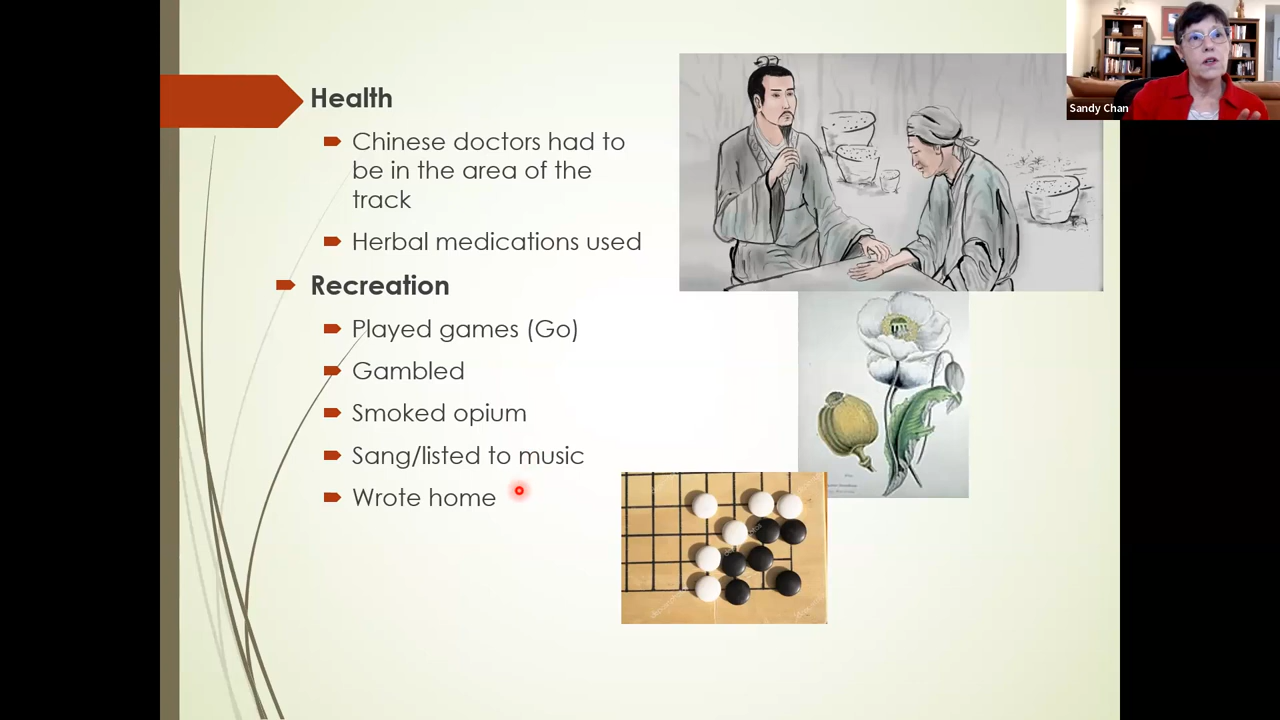 Health
Chinese doctors had to
be in the area of the
track
Herbal medications used
Recreation
Played games (Go)
Gambled
Smoked opium
Sang/listed to music
Wrote home
Sandy Chan